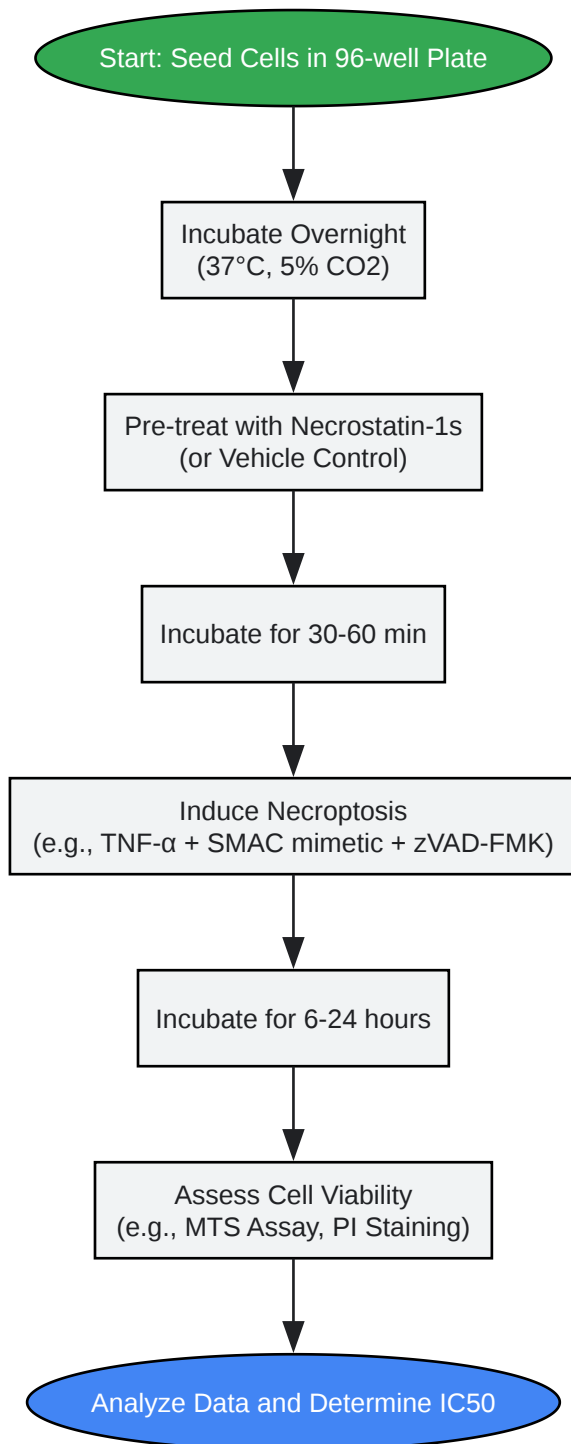 Start: Seed Cells in 96-well Plate
Incubate Overnight
(37°C, 5% CO2)
Pre-treat with Necrostatin-1s
(or Vehicle Control)
Incubate for 30-60 min
Induce Necroptosis
(e.g., TNF-α + SMAC mimetic + zVAD-FMK)
Incubate for 6-24 hours
Assess Cell Viability
(e.g., MTS Assay, PI Staining)
Analyze Data and Determine IC50